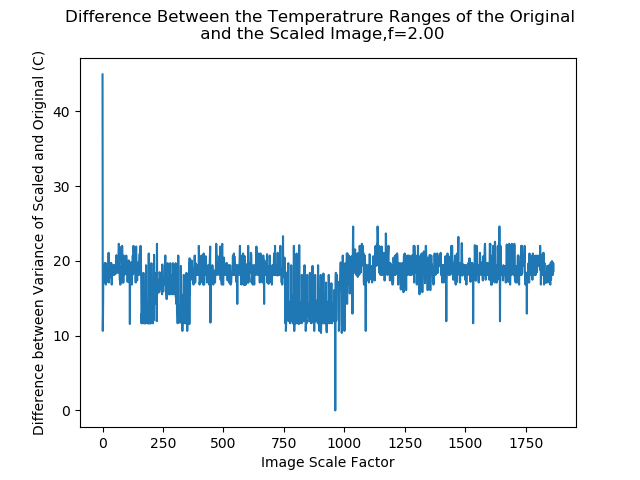 Difference Between the Temperatrure Ranges of the Original
and the Scaled Image,f=2.00
Difference between Variance of Scaled and Original (C)
40
30
20
10
0
0 250 500 750 1000 1250 1500 1750
Image Scale Factor